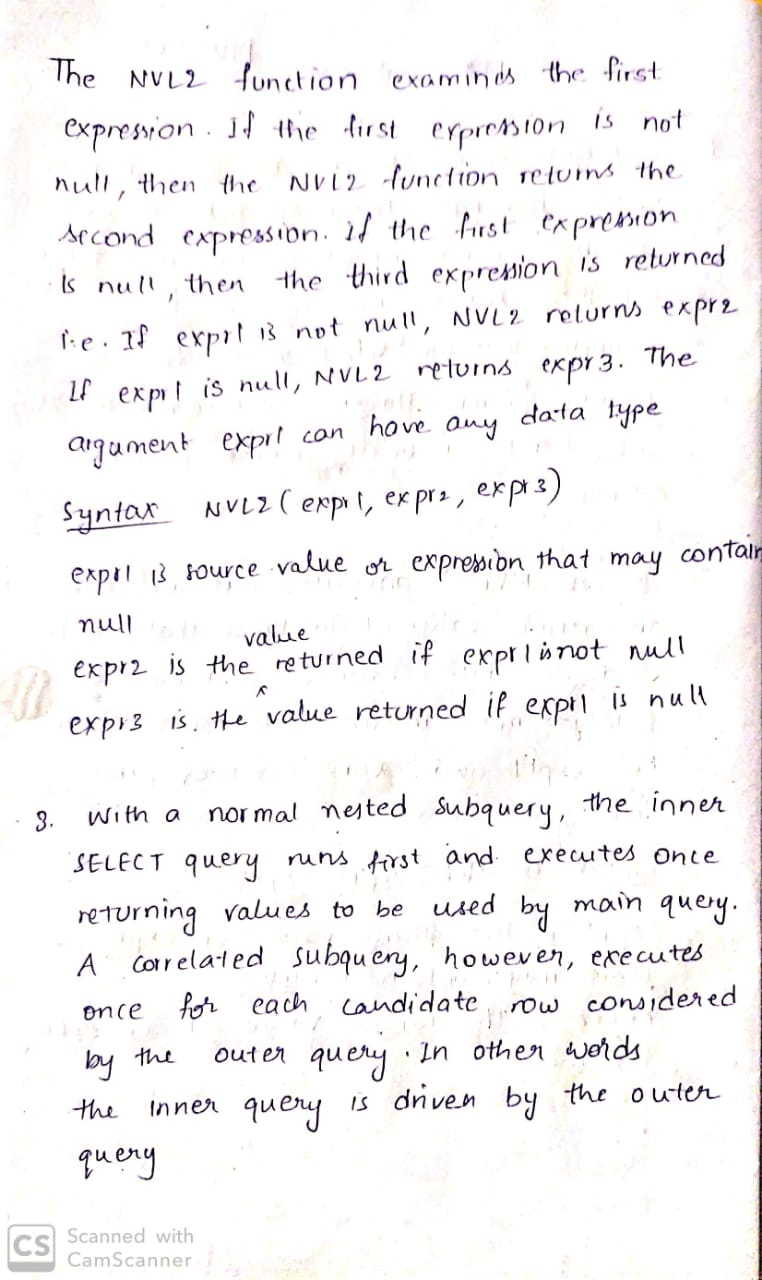 The NVL2 function examines the first
expression. If the first expression is not
null, then the NVL2 function returns the
second expression. if the first expression
is null, then the third expression is returned
i.e. If expr1 is not null, NVL2 returns expr2
If expr1 is null, NVL2 returns expr3. The
argument expr1 can have any data type
Syntax NVL2 (expr1, expr2, expr3)
expr1 is source value or expression that may contain
null
expr2 is the value returned if expr1 is not null
expr3 is. the value returned if expr1 is null
3. With a normal nested subquery, the inner
SELECT query runs first and executes once
returning values to be used by main query.
A correlated subquery, however, executes
once for each candidate row considered
by the outer query. In other words
the inner query is driven by the outer
query
CS Scanned with
CamScanner